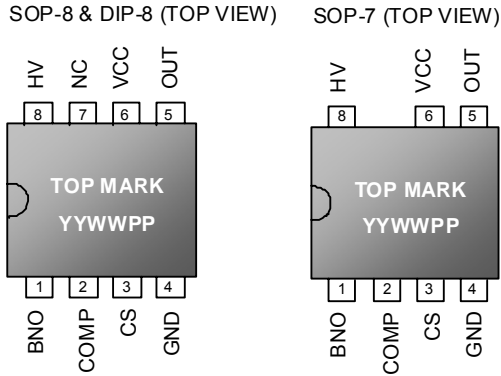 SOP-8 & DIP-8 (TOP VIEW)
HV NC VCC OUT
8 7 6 5
TOP MARK
YYWWPP
1 2 3 4
BNO COMP CS GND
SOP-7 (TOP VIEW)
HV VCC OUT
8 6 5
TOP MARK
YYWWPP
1 2 3 4
BNO COMP CS GND